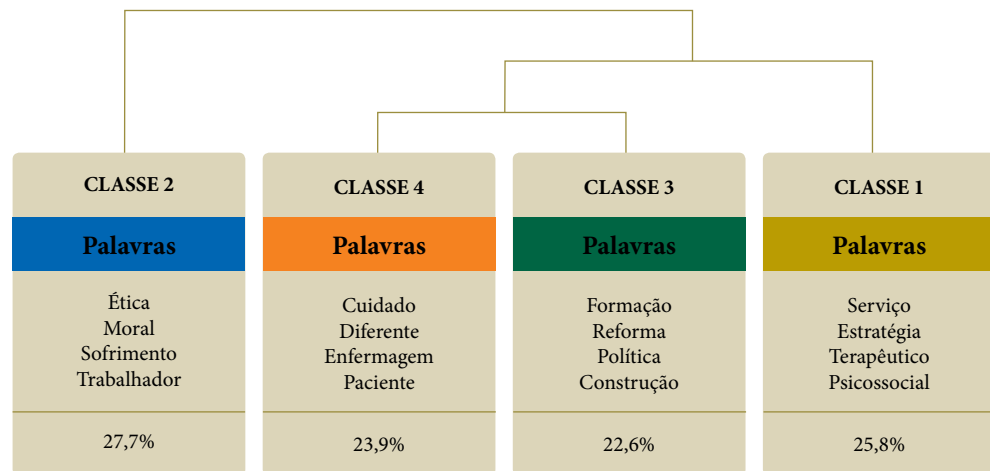 CLASSE 2
Palavras
Ética
Moral
Sofrimento
Trabalhador
27,7%
CLASSE 4
Palavras
Cuidado
Diferente
Enfermagem
Paciente
23,9%
CLASSE 3
Palavras
Formação
Reforma
Política
Construção
22,6%
CLASSE 1
Palavras
Serviço
Estratégia
Terapêutico
Psicossocial
25,8%